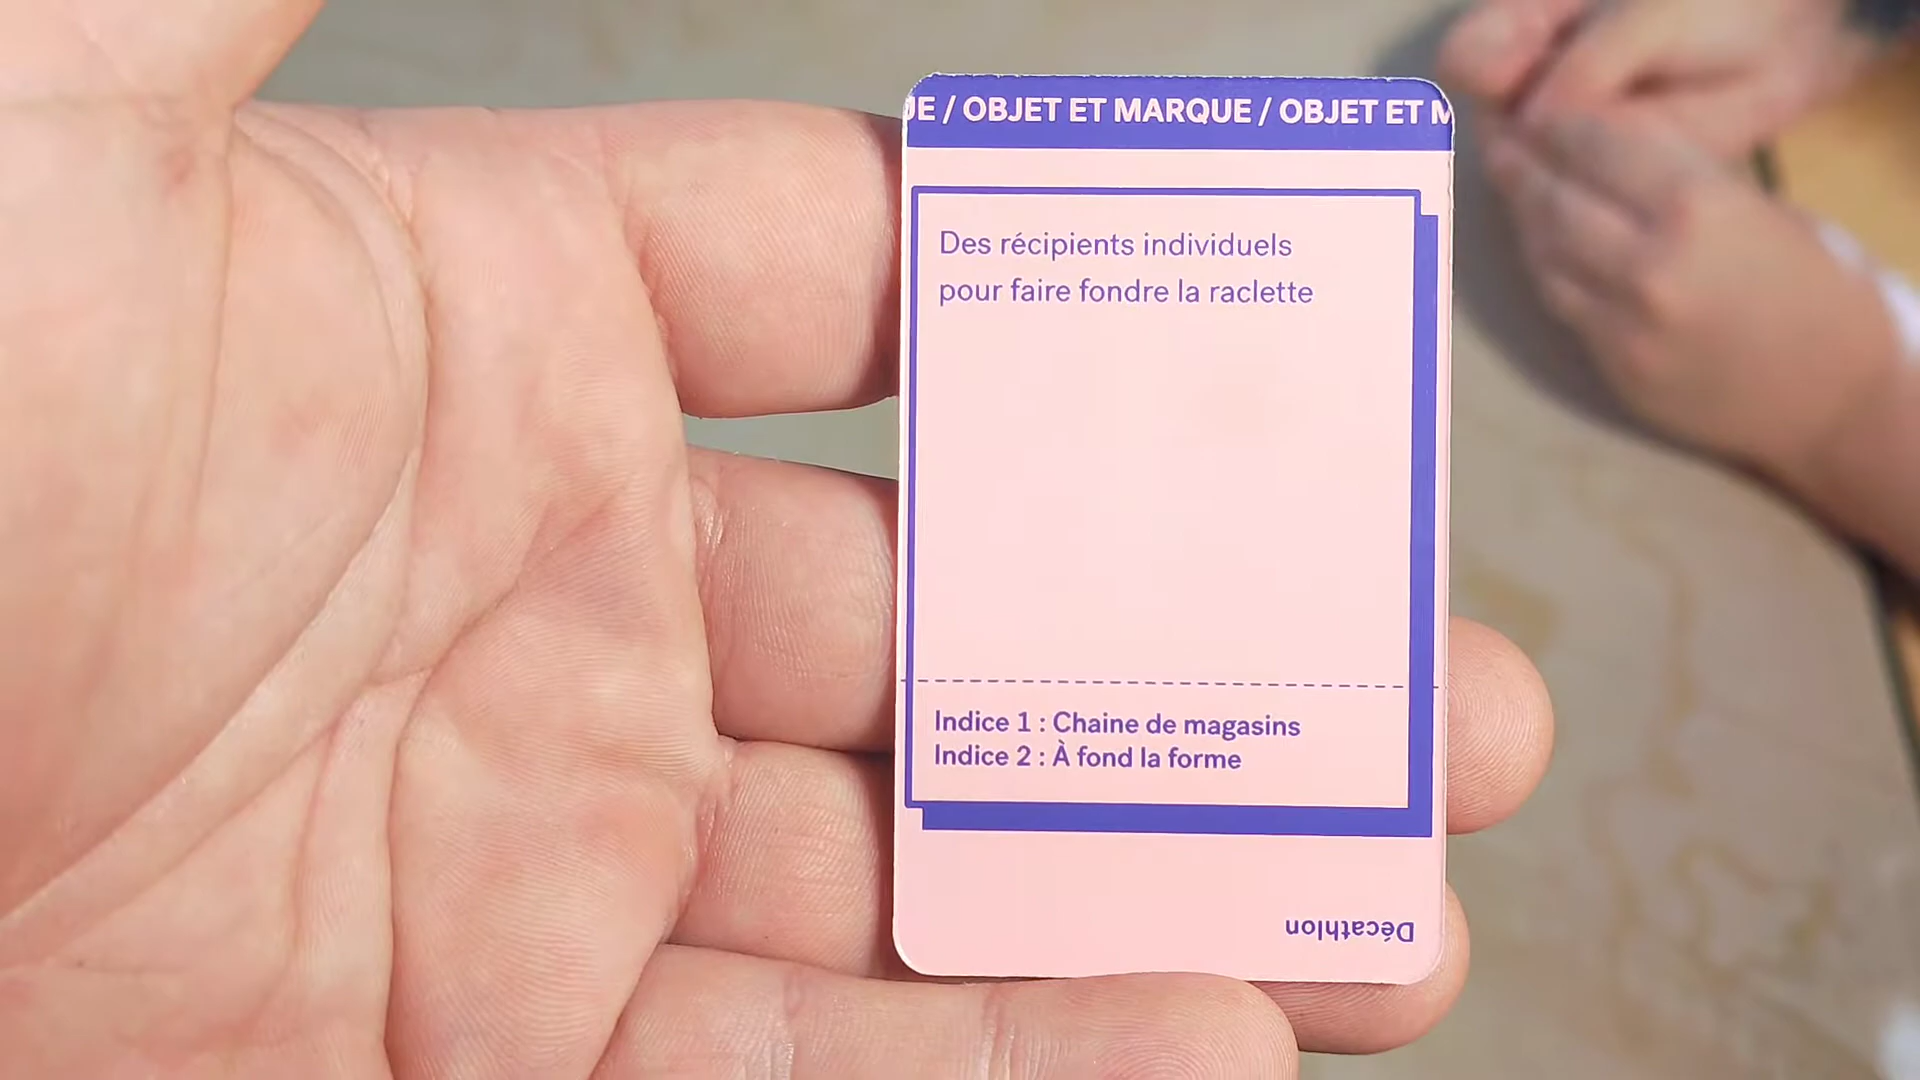 UE / OBJET ET MARQUE / OBJET ET M
Des récipients individuels
pour faire fondre la raclette
Indice 1 : Chaine de magasins
Indice 2 : À fond la forme
Décathlon